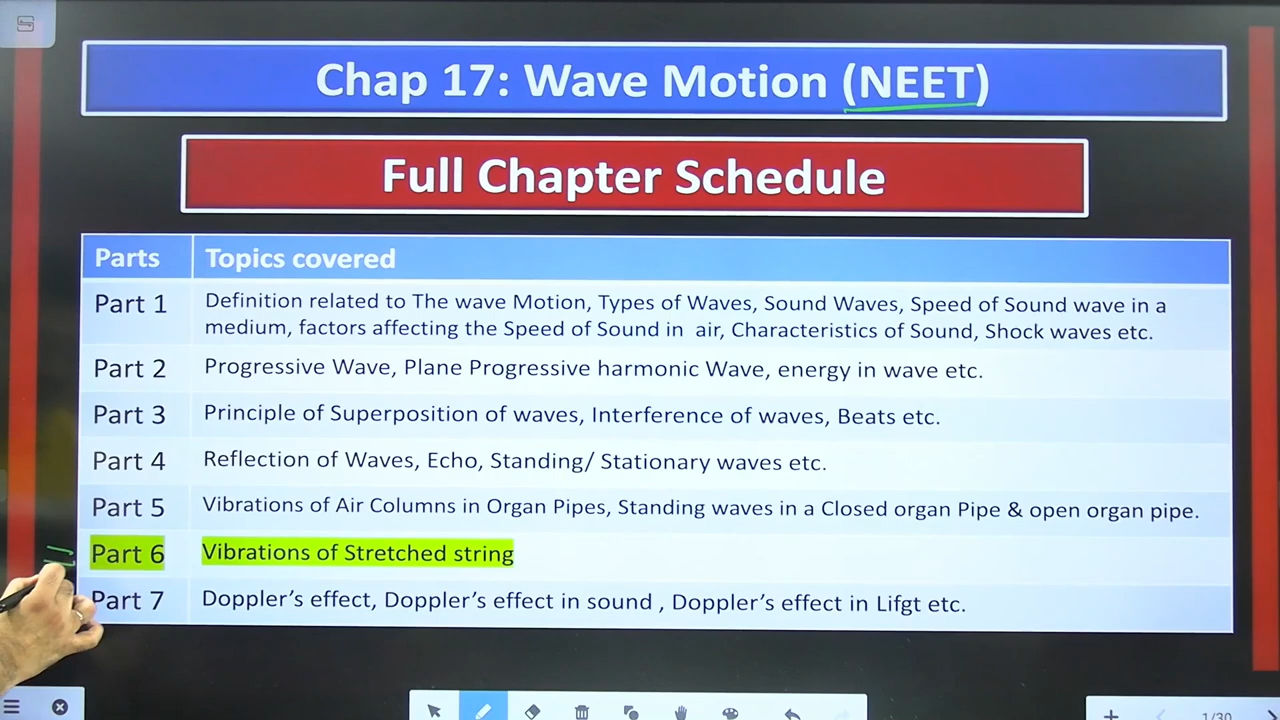 Chap 17: Wave Motion (NEET)
Full Chapter Schedule
Parts Topics covered
Part 1 Definition related to The wave Motion, Types of Waves, Sound Waves, Speed of Sound wave in a
medium, factors affecting the Speed of Sound in air, Characteristics of Sound, Shock waves etc.
Part 2 Progressive Wave, Plane Progressive harmonic Wave, energy in wave etc.
Part 3 Principle of Superposition of waves, Interference of waves, Beats etc.
Part 4 Reflection of Waves, Echo, Standing/ Stationary waves etc.
Part 5 Vibrations of Air Columns in Organ Pipes, Standing waves in a Closed organ Pipe & open organ pipe.
Part 6 Vibrations of Stretched string
Part 7 Doppler's effect, Doppler's effect in sound , Doppler's effect in Lifgt etc.
1/30